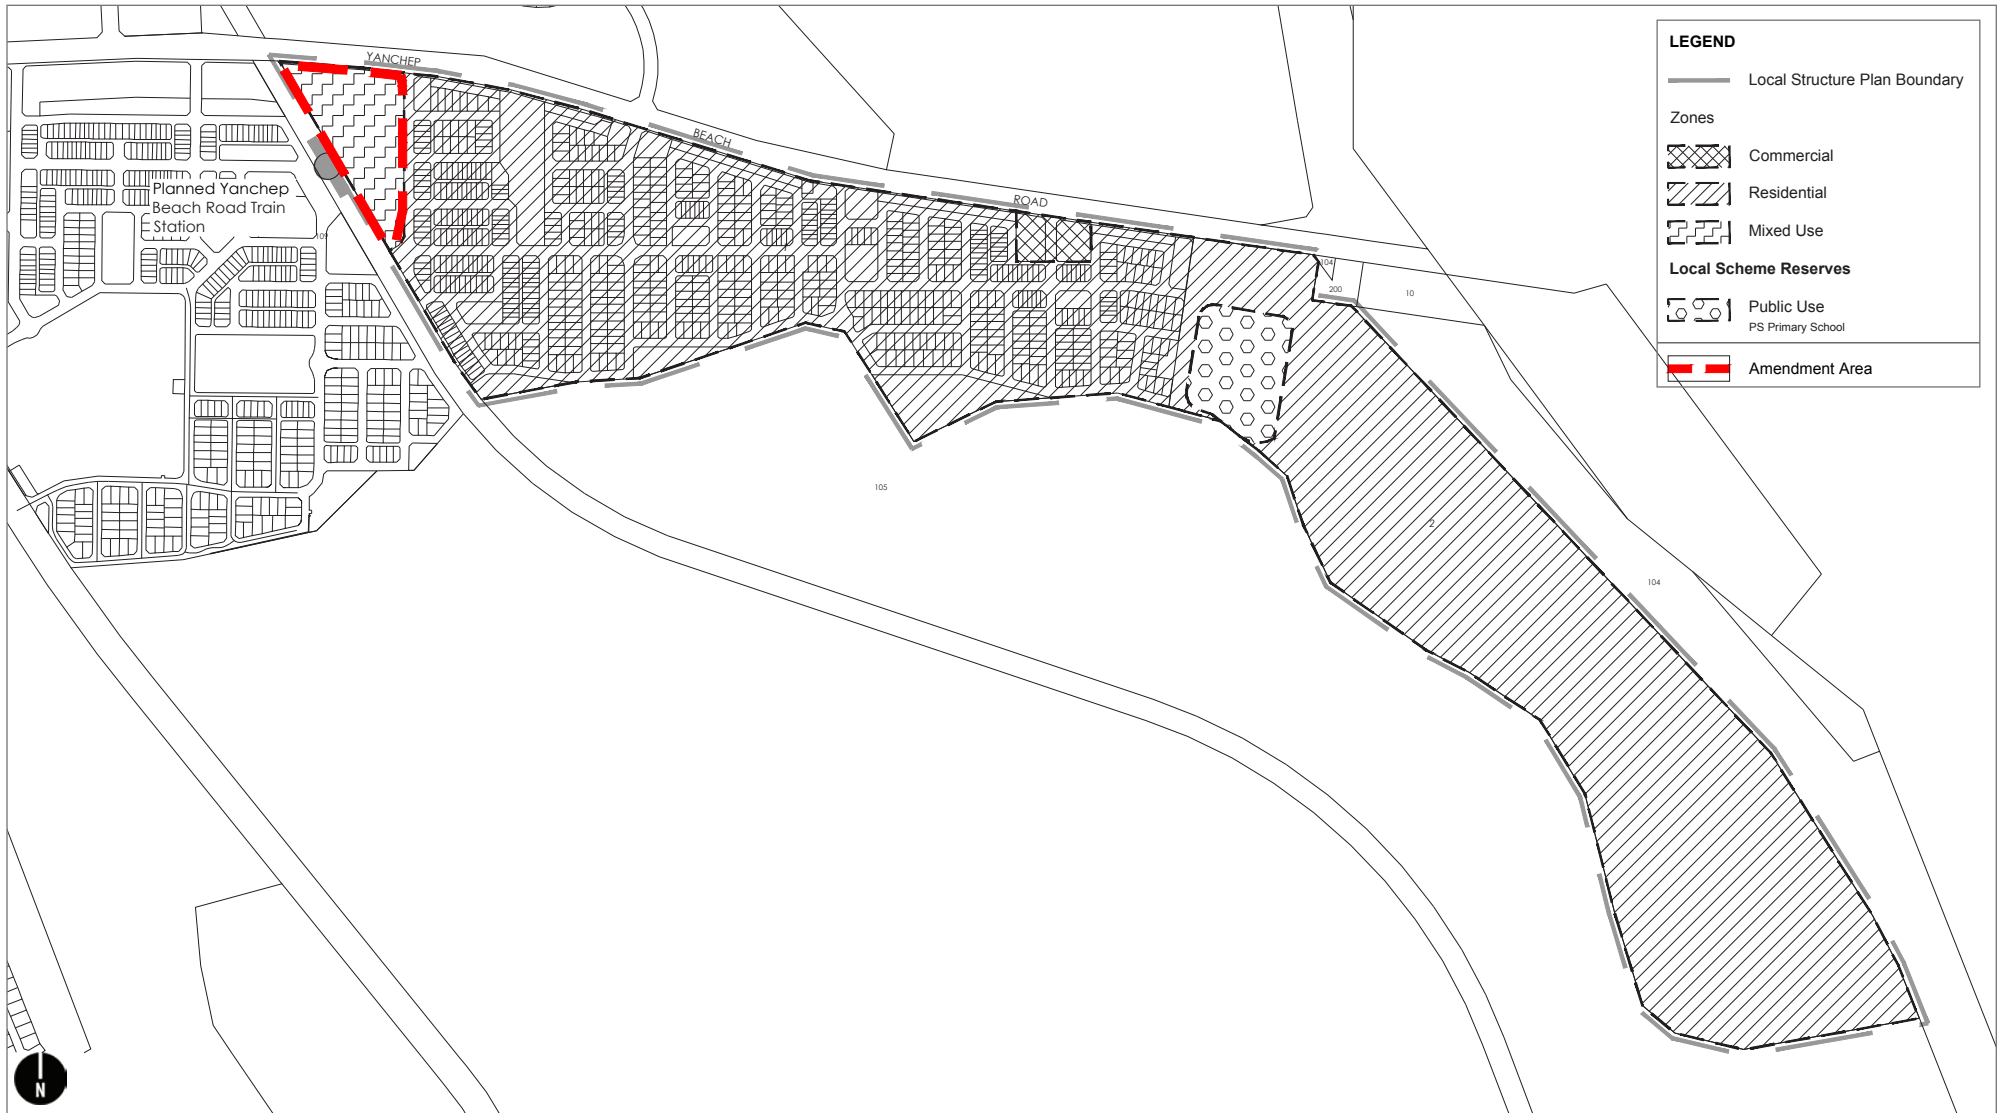 YANCHEP
BEACH
ROAD
Planned Yanchep
Beach Road Train
Station
109
104
200
10
105
2
104
N
LEGEND
Local Structure Plan Boundary
Zones
Commercial
Residential
Mixed Use
Local Scheme Reserves
Public Use
PS Primary School
Amendment Area